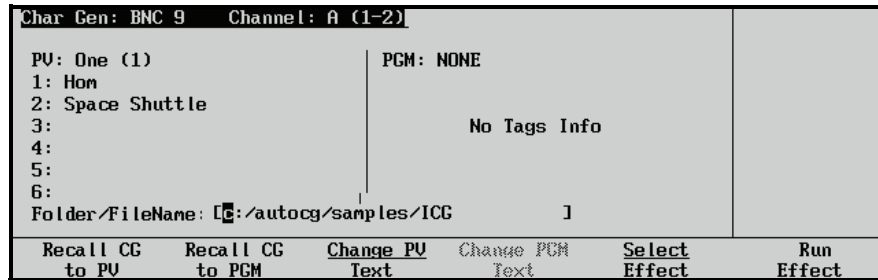 Char Gen: BNC 9 Channel: A (1-2)
PV: One (1) PGM: NONE
1: Hom
2: Space Shuttle
3: No Tags Info
4:
5:
6:
Folder/FileName: [c:/autocg/samples/ICG ]
Recall CG Recall CG Change PV Change PGM Select Run
to PV to PGM Text Text Effect Effect